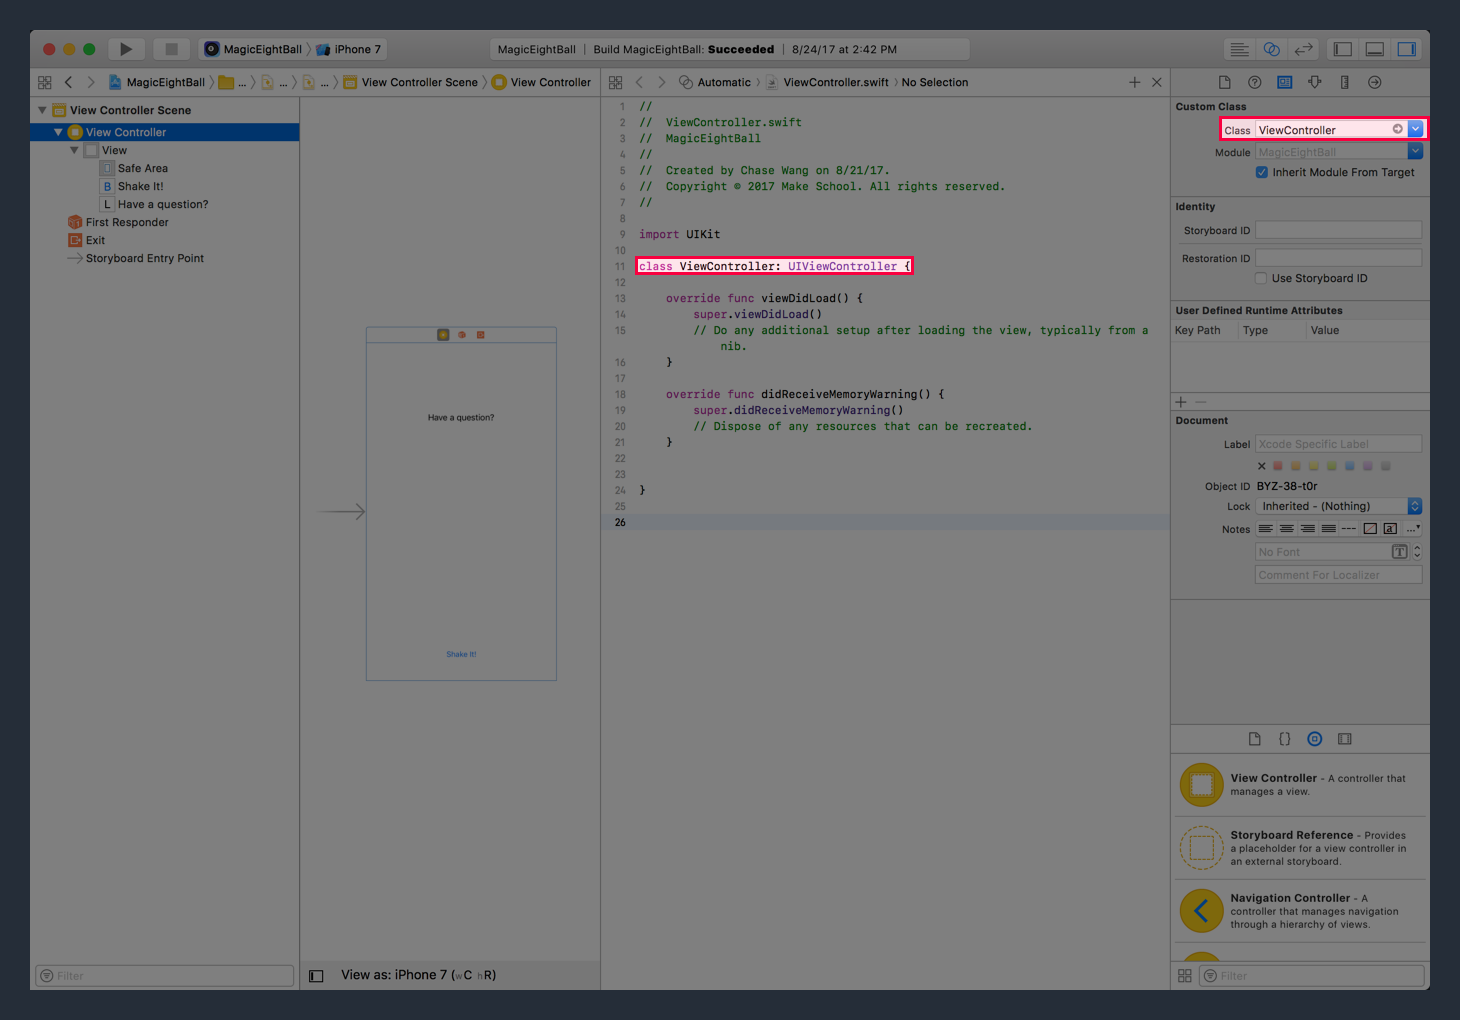 MagicEightBall
iPhone 7
MagicEightBall | Build MagicEightBall: Succeeded | 8/24/17 at 2:42 PM
MagicEightBall
...
...
...
View Controller Scene
View Controller
Automatic
ViewController.swift
No Selection
View Controller Scene
View Controller
View
Safe Area
B Shake It!
L Have a question?
First Responder
Exit
Storyboard Entry Point
Filter
Have a question?
Shake It!
View as: iPhone 7 (wC hR)
1 //
2 //  ViewController.swift
3 //  MagicEightBall
4 //
5 //  Created by Chase Wang on 8/21/17.
6 //  Copyright © 2017 Make School. All rights reserved.
7 //
8
9 import UIKit
10
11 class ViewController: UIViewController {
12
13     override func viewDidLoad() {
14         super.viewDidLoad()
15         // Do any additional setup after loading the view, typically from a
nib.
16     }
17
18     override func didReceiveMemoryWarning() {
19         super.didReceiveMemoryWarning()
20         // Dispose of any resources that can be recreated.
21     }
22
23
24 }
25
26
Custom Class
Class ViewController
Module MagicEightBall
Inherit Module From Target
Identity
Storyboard ID
Restoration ID
Use Storyboard ID
User Defined Runtime Attributes
Key Path Type Value
Document
Label Xcode Specific Label
Object ID BYZ-38-t0r
Lock Inherited - (Nothing)
Notes
No Font
Comment For Localizer
View Controller - A controller that
manages a view.
Storyboard Reference - Provides
a placeholder for a view controller in
an external storyboard.
Navigation Controller - A
controller that manages navigation
through a hierarchy of views.
Filter